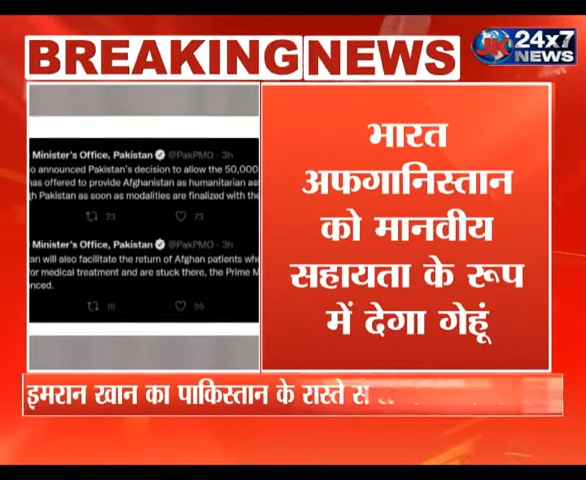 BREAKING NEWS
JK 24x7 NEWS
Minister's Office, Pakistan @PakPMO · 3h
o announced Pakistan's decision to allow the 50,000
has offered to provide Afghanistan as humanitarian as
gh Pakistan as soon as modalities are finalized with the
23 73
Minister's Office, Pakistan @PakPMO · 3h
an will also facilitate the return of Afghan patients wh
for medical treatment and are stuck there, the Prime M
nced.
16 55
भारत
अफगानिस्तान
को मानवीय
सहायता के रूप
में देगा गेहूं
इमरान खान का पाकिस्तान के रास्ते